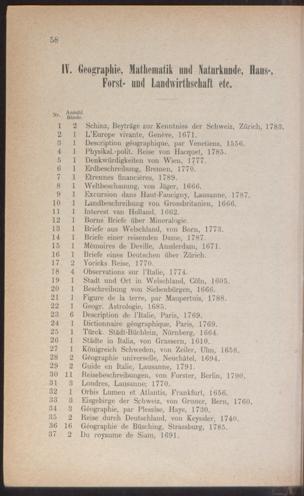 58
IV. Geographie, Mathematik und Naturkunde, Haus-,
Forst- und Landwirthschaft etc.
Nr. Anzahl Bände.
1 2 Schinz, Beyträge zur Kenntniss der Schweiz, Zürich, 1783.
2 1 L'Europe vivante, Genève, 1671.
3 1 Description géographique, par Venetiens, 1556.
4 1 Physikal.-polit. Reise von Hacquet, 1785.
5 1 Denkwürdigkeiten von Wien, 1777.
6 1 Erdbeschreibung, Bremen, 1770.
7 1 Etrennes financières, 1789.
8 1 Weltbeschauung, von Jäger, 1666.
9 1 Excursion dans Haut-Faucigny, Lausanne, 1787.
10 1 Landbeschreibung von Grossbritanien, 1666.
11 1 Interest van Holland, 1662.
12 1 Borns Briefe über Mineralogie.
13 1 Briefe aus Welschland, von Born, 1773.
14 1 Briefe einer reisenden Dame, 1787.
15 1 Mémoires de Deville, Amsterdam, 1671.
16 1 Briefe eines Deutschen über Zürich.
17 2 Yoricks Reise, 1770.
18 4 Observations sur l'Italie, 1774.
19 1 Stadt und Ort in Welschland, Cöln, 1605.
20 1 Beschreibung von Siebenbürgen, 1666.
21 1 Figure de la terre, par Maupertuis, 1788.
22 1 Geogr. Astrologie, 1685.
23 6 Description de l'Italie, Paris, 1769.
24 1 Dictionnaire géographique, Paris, 1769.
25 1 Türck. Städt-Büchlein, Nürnberg, 1664.
26 1 Städte in Italia, von Grassern, 1610.
27 1 Königreich Schweden, von Zeiler, Ulm, 1658.
28 2 Géographie universelle, Neuchâtel, 1694.
29 2 Guide en Italie, Lausanne, 1791.
30 11 Reisebeschreibungen, von Forster, Berlin, 1790.
31 3 Londres, Lausanne, 1770.
32 1 Orbis Lumen et Atlantis, Frankfurt, 1656.
33 3 Eisgebirge der Schweiz, von Gruner, Bern, 1760.
34 3 Géographie, par Plessise, Haye, 1730.
35 2 Reise durch Deutschland, von Keyssler, 1740.
36 16 Géographie de Büsching, Strasburg, 1785.
37 2 Du royaume de Siam, 1691.